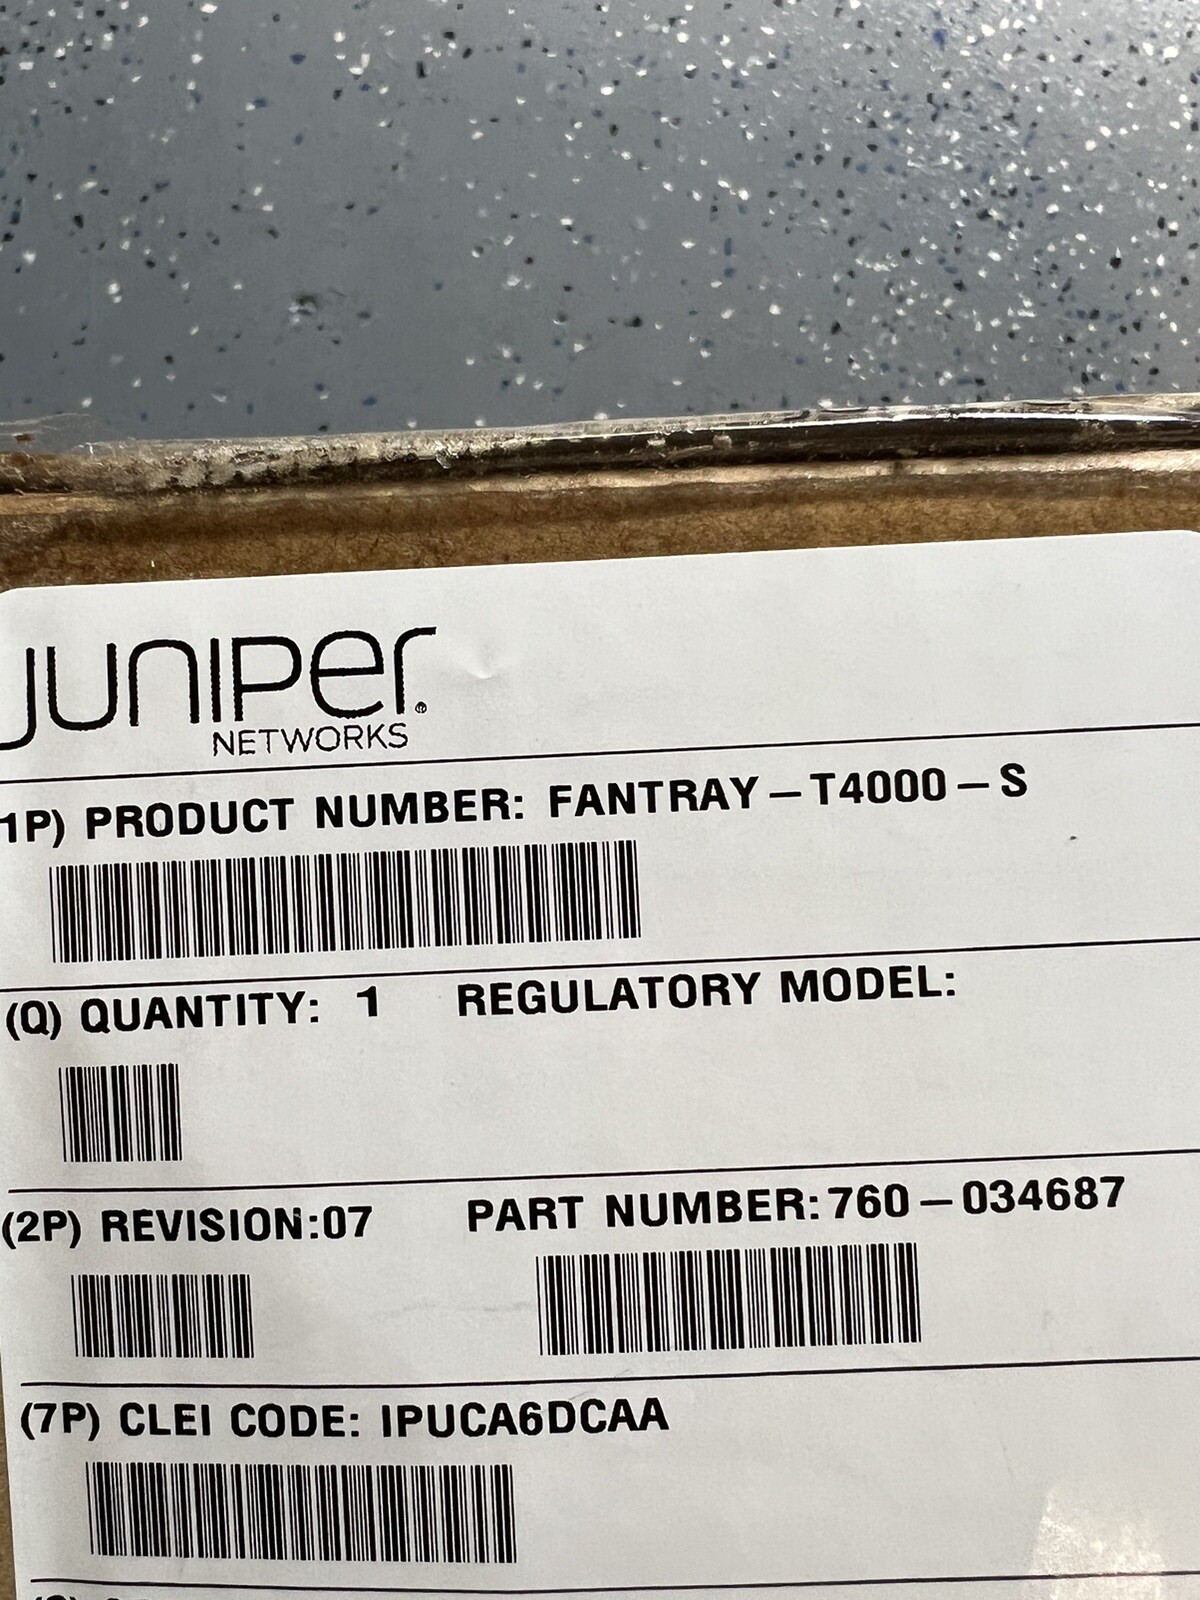 Juniper
NETWORKS
1P) PRODUCT NUMBER: FANTRAY-T4000-S
(Q) QUANTITY: 1 REGULATORY MODEL:
(2P) REVISION:07 PART NUMBER:760-034687
(7P) CLEI CODE: IPUCA6DCAA